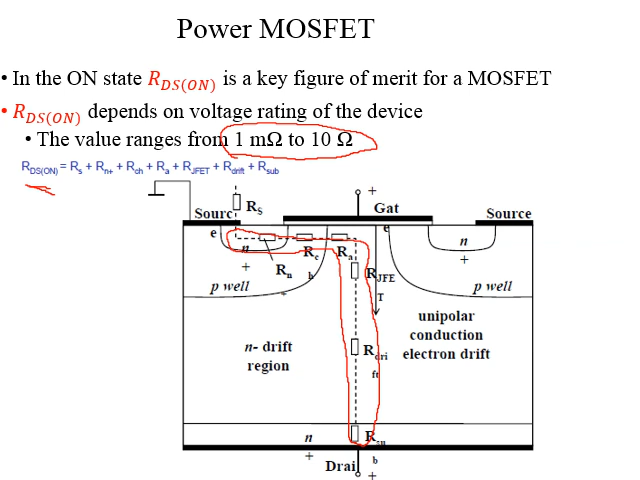 Power MOSFET
• In the ON state R_DS(ON) is a key figure of merit for a MOSFET
• R_DS(ON) depends on voltage rating of the device
• The value ranges from 1 mΩ to 10 Ω
R_DS(ON) = R_s + R_n+ + R_ch + R_a + R_JFET + R_drift + R_sub
+
R_S
Gat
e
Sourc
e
Source
n
+
R_n
+
R_c
h
R_a
R_JFE
T
n
+
p well
p well
unipolar
conduction
electron drift
n- drift
region
R_dri
ft
n
+
R_su
b
Drai
+